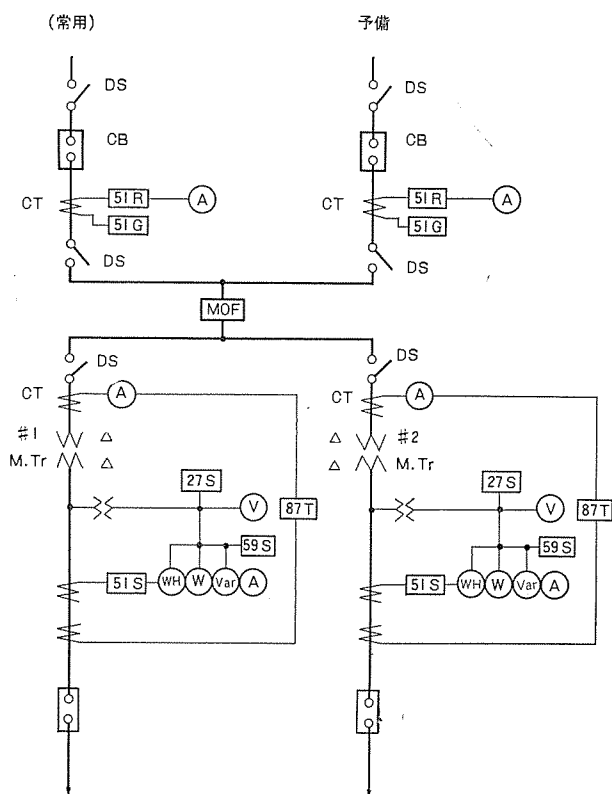 (常用) 予備
DS DS
CB CB
CT 51R A CT 51R A
51G 51G
DS DS
MOF
DS DS
CT A CT A
#1 △ △ #2
M.Tr △ △ M.Tr
27S 27S
V 87T V 87T
59S 59S
51S WH W Var A 51S WH W Var A